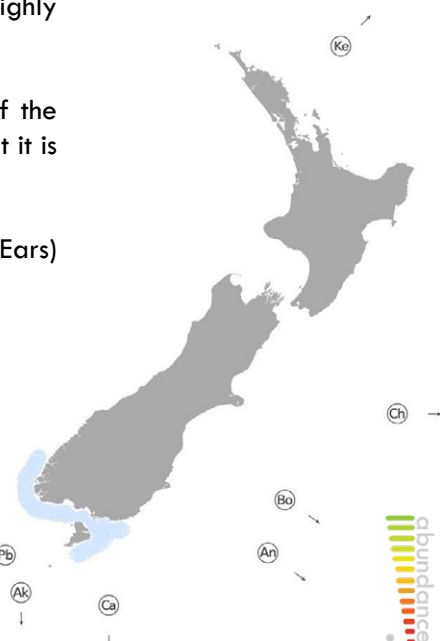 ighly
f the
t it is
Ears)
Ke
Ch
Bo
An
Pb
Ak
Ca
abundance